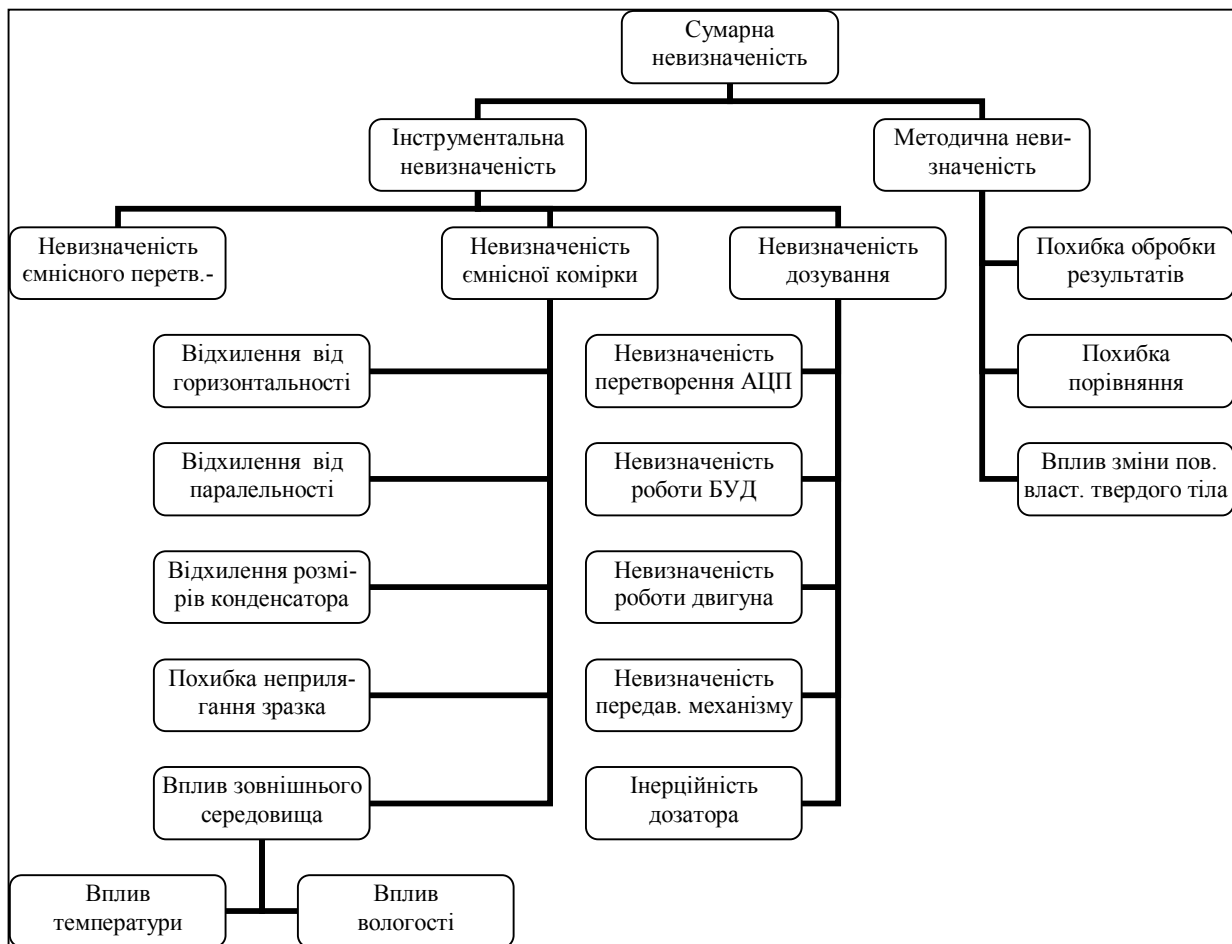 Сумарна
невизначеність
Інструментальна
невизначеність
Методична неви-
значеність
Невизначеність
ємнісного перетв.-
Невизначеність
ємнісної комірки
Невизначеність
дозування
Похибка обробки
результатів
Відхилення від
горизонтальності
Невизначеність
перетворення АЦП
Похибка
порівняння
Відхилення від
паралельності
Невизначеність
роботи БУД
Вплив зміни пов.
власт. твердого тіла
Відхилення розмі-
рів конденсатора
Невизначеність
роботи двигуна
Похибка неприля-
гання зразка
Невизначеність
передав. механізму
Вплив зовнішнього
середовища
Інерційність
дозатора
Вплив
температури
Вплив
вологості